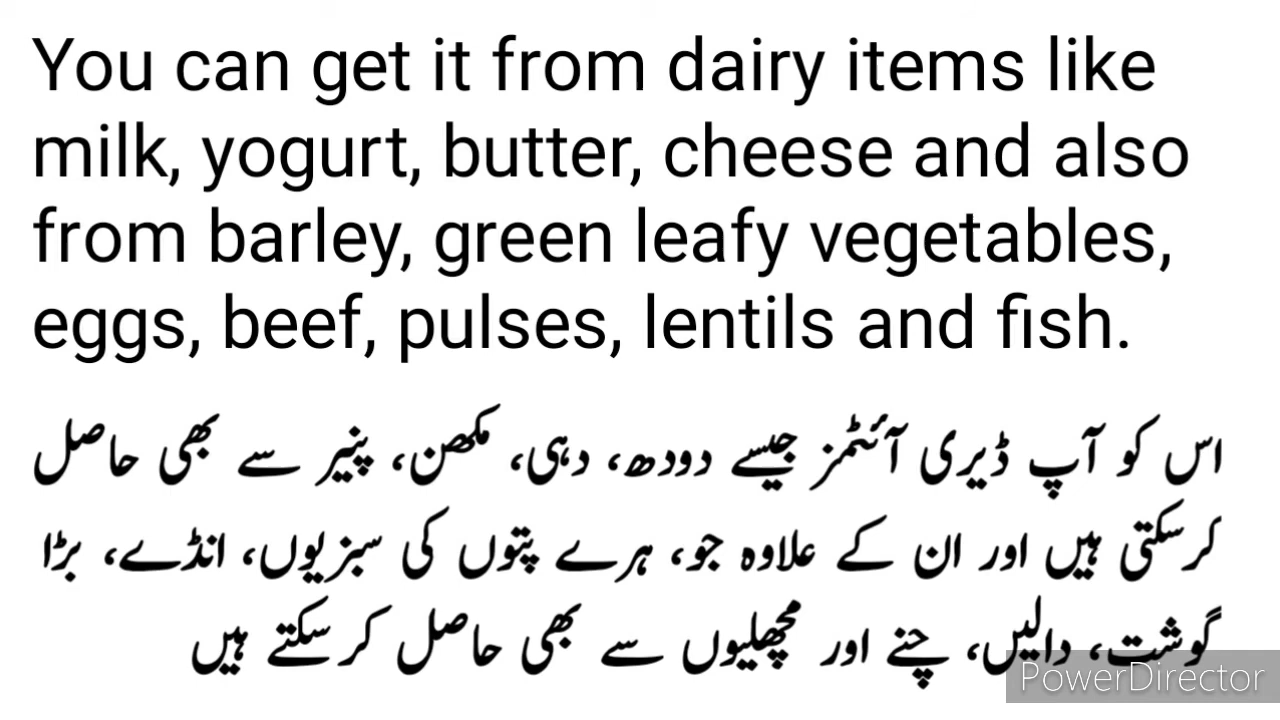 You can get it from dairy items like
milk, yogurt, butter, cheese and also
from barley, green leafy vegetables,
eggs, beef, pulses, lentils and fish.
اس کو آپ ڈیری آئٹمز جیسے دودھ، دہی، مکھن، پنیر سے بھی حاصل
کرسکتی ہیں اور ان کے علاوہ جو، ہرے پتوں کی سبزیوں، انڈے، بڑا
گوشت، دالیں، چنے اور مچھلیوں سے بھی حاصل کرسکتے ہیں
PowerDirector